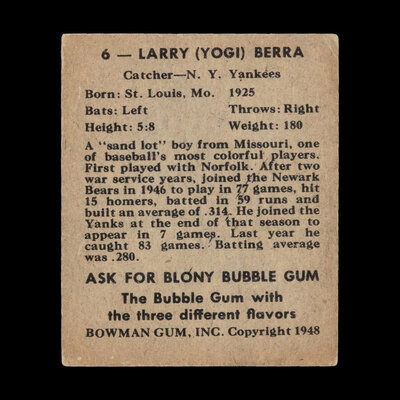 6 — LARRY (YOGI) BERRA
Catcher—N. Y. Yankees
Born: St. Louis, Mo. 1925
Bats: Left Throws: Right
Height: 5:8 Weight: 180
A "sand lot" boy from Missouri, one
of baseball's most colorful players.
First played with Norfolk. After two
war service years, joined the Newark
Bears in 1946 to play in 77 games, hit
15 homers, batted in 59 runs and
built an average of .314. He joined the
Yanks at the end of that season to
appear in 7 games. Last year he
caught 83 games. Batting average
was .280.
ASK FOR BLONY BUBBLE GUM
The Bubble Gum with
the three different flavors
BOWMAN GUM, INC. Copyright 1948